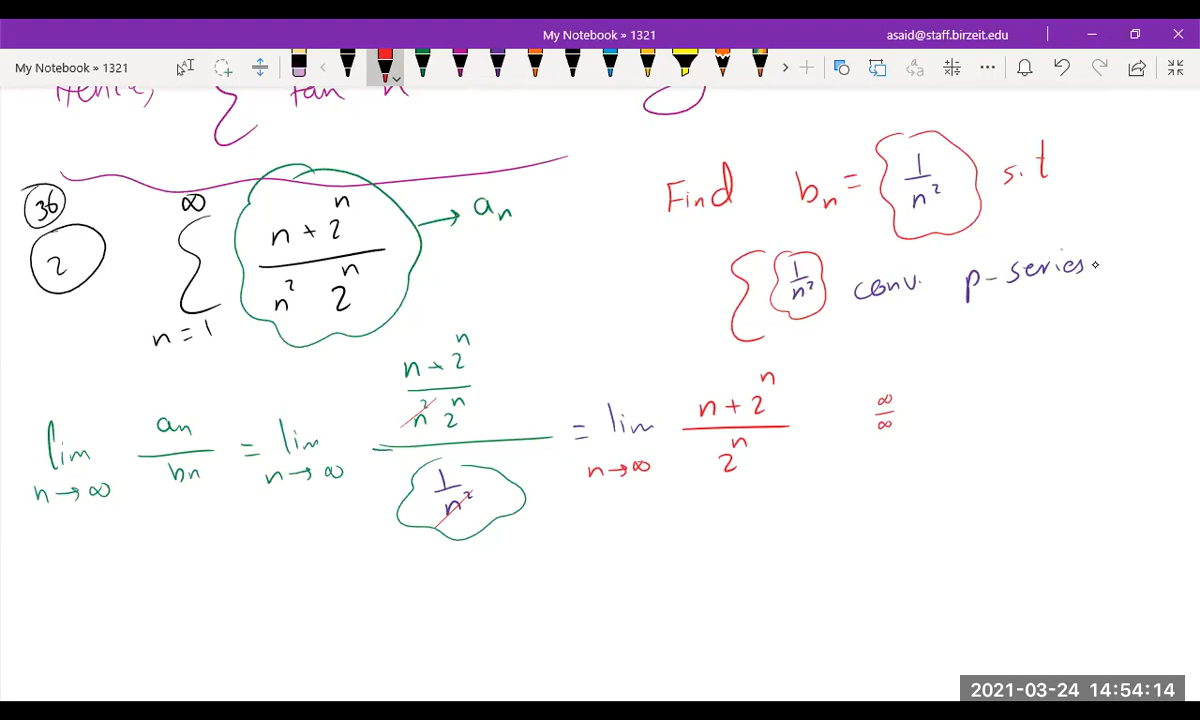 My Notebook » 1321
asaid@staff.birzeit.edu
My Notebook » 1321
Hence, ∑ tan n
36
2
∞ ∑ n=1 (n + 2^n) / (n^2 2^n) → a_n
Find b_n = 1/n^2 s.t
∑ 1/n^2 conv. p-series
lim n→∞ a_n / b_n = lim n→∞ ((n + 2^n) / (n^2 2^n)) / (1/n^2) = lim n→∞ (n + 2^n) / 2^n ∞/∞
2021-03-24 14:54:14